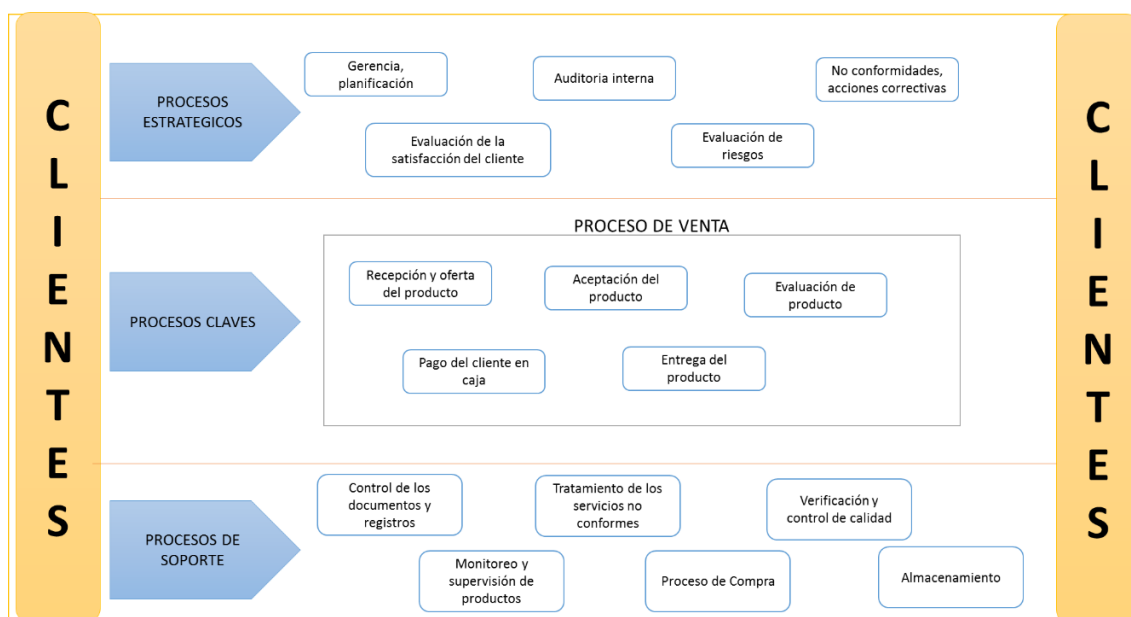 CLIENTES
PROCESOS
ESTRATEGICOS
Gerencia,
planificación
Auditoria interna
No conformidades,
acciones correctivas
Evaluación de la
satisfacción del cliente
Evaluación de
riesgos
PROCESOS CLAVES
PROCESO DE VENTA
Recepción y oferta
del producto
Aceptación del
producto
Evaluación de
producto
Pago del cliente en
caja
Entrega del
producto
PROCESOS DE
SOPORTE
Control de los
documentos y
registros
Tratamiento de los
servicios no
conformes
Verificación y
control de calidad
Monitoreo y
supervisión de
productos
Proceso de Compra
Almacenamiento
CLIENTES